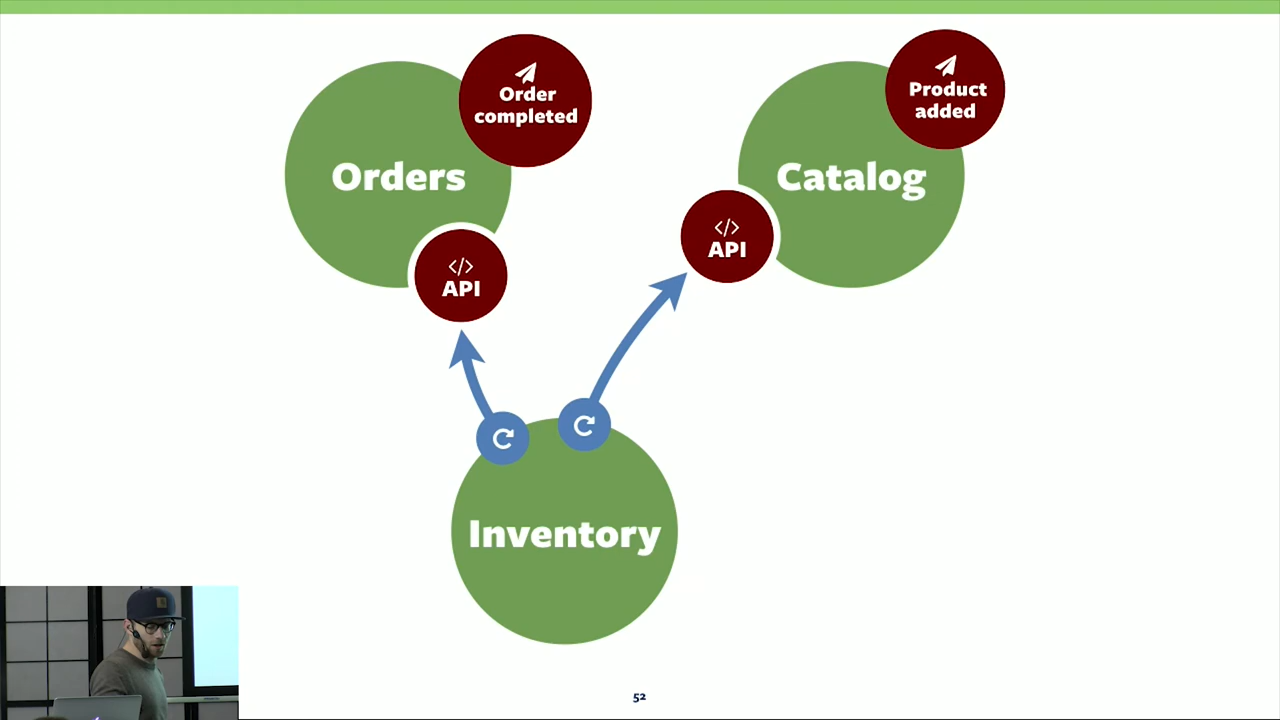 Order
completed
Product
added
Orders
Catalog
</>
API
</>
API
Inventory
52